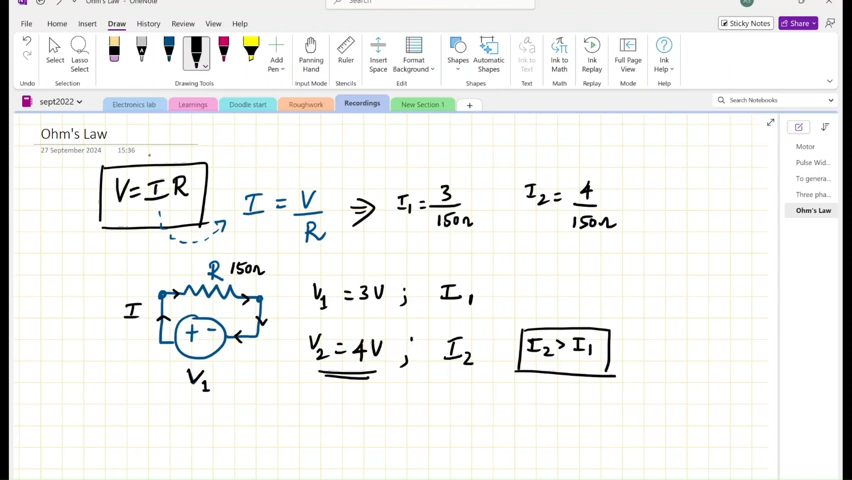 Ohm's Law - OneNote
Search
File Home Insert Draw History Review View Help
Sticky Notes Share
Undo
Select
Lasso Select
Add Pen
Panning Hand
Ruler
Insert Space
Format Background
Shapes
Automatic Shapes
Ink to Text
Ink to Math
Ink Replay
Full Page View
Ink Help
Selection Drawing Tools Input Mode Stencils Edit Shapes Convert Replay Mode Help
sept2022 Electronics lab Learnings Doodle start Roughwork Recordings New Section 1 + Search Notebooks
Ohm's Law
27 September 2024 15:36
V = I R
I = V/R ⇒ I₁ = 3/150Ω I₂ = 4/150Ω
R 150Ω
I
+ -
V₁
V₁ = 3V ; I₁
V₂ = 4V ; I₂ I₂ > I₁
Motor
Pulse Wid...
To genera...
Three pha...
Ohm's Law